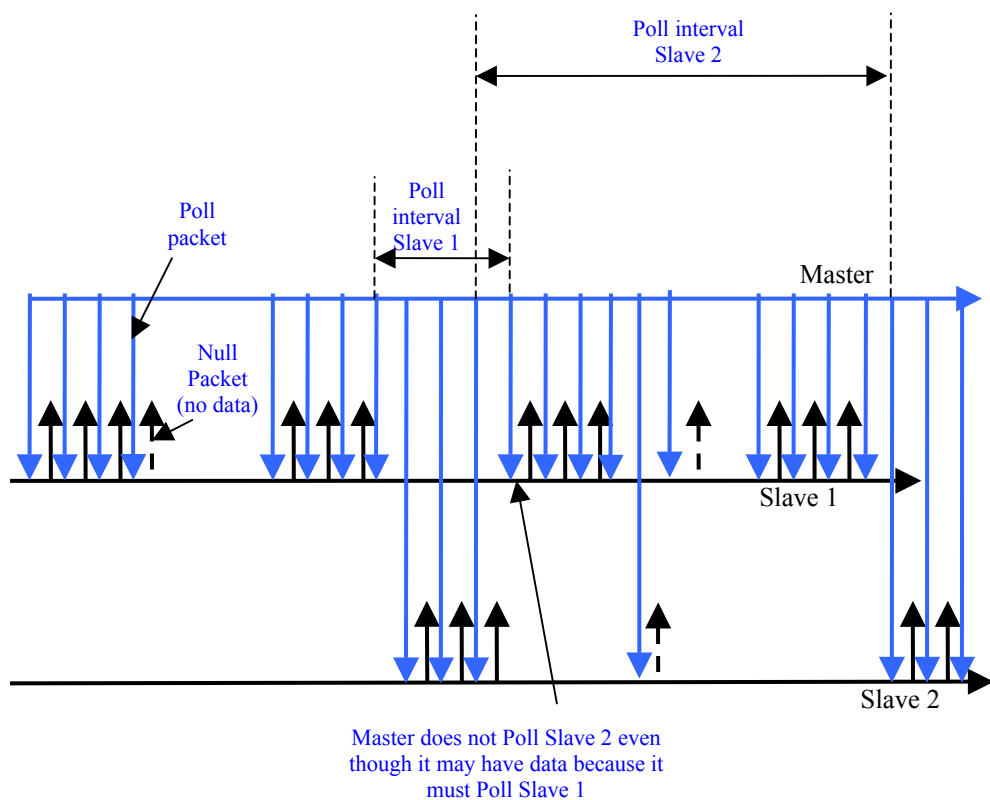 Poll interval
Slave 2
Poll
interval
Slave 1
Poll
packet
Master
Null
Packet
(no data)
Slave 1
Slave 2
Master does not Poll Slave 2 even
though it may have data because it
must Poll Slave 1